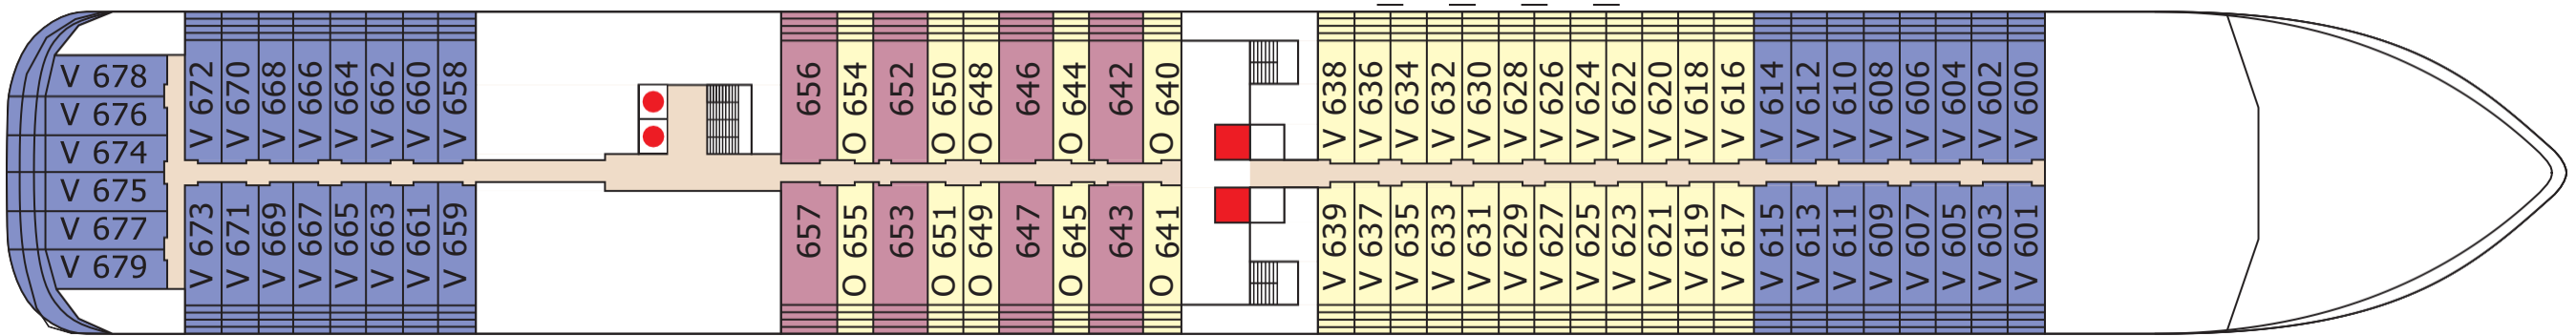 V 678
V 676
V 674
V 675
V 677
V 679
V 672
V 670
V 668
V 666
V 664
V 662
V 660
V 658
656
O 654
652
O 650
O 648
646
O 644
642
O 640
V 638
V 636
V 634
V 632
V 630
V 628
V 626
V 624
V 622
V 620
V 618
V 616
V 614
V 612
V 610
V 608
V 606
V 604
V 602
V 600
V 673
V 671
V 669
V 667
V 665
V 663
V 661
V 659
657
O 655
653
O 651
O 649
647
O 645
643
O 641
V 639
V 637
V 635
V 633
V 631
V 629
V 627
V 625
V 623
V 621
V 619
V 617
V 615
V 613
V 611
V 609
V 607
V 605
V 603
V 601